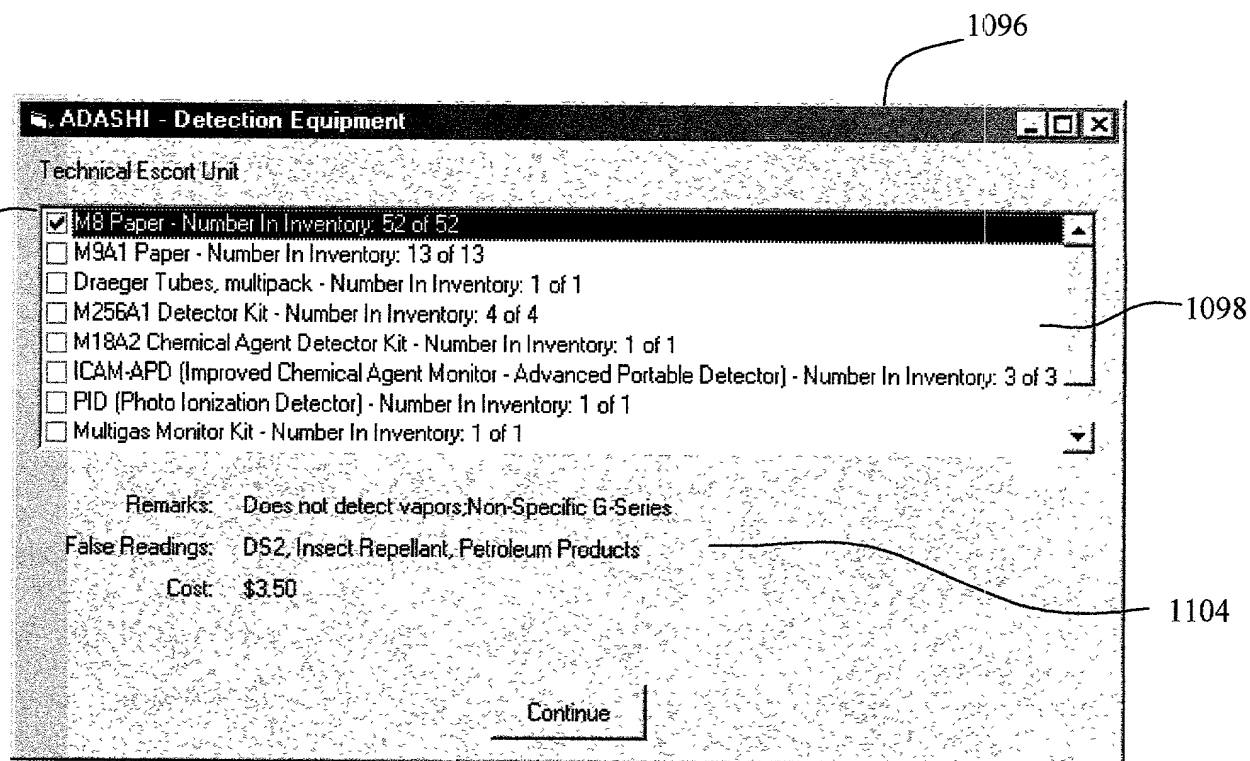 1096
ADASHI - Detection Equipment
Technical Escort Unit
M8 Paper - Number In Inventory: 52 of 52
M9A1 Paper - Number In Inventory: 13 of 13
Draeger Tubes, multipack - Number In Inventory: 1 of 1
M256A1 Detector Kit - Number In Inventory: 4 of 4
1098
M18A2 Chemical Agent Detector Kit - Number In Inventory: 1 of 1
ICAM-APD (Improved Chemical Agent Monitor - Advanced Portable Detector) - Number In Inventory: 3 of 3
PID (Photo Ionization Detector) - Number In Inventory: 1 of 1
Multigas Monitor Kit - Number In Inventory: 1 of 1
Remarks: Does not detect vapors;Non-Specific G-Series
False Readings: DS2, Insect Repellant, Petroleum Products
Cost: $3.50
1104
Continue